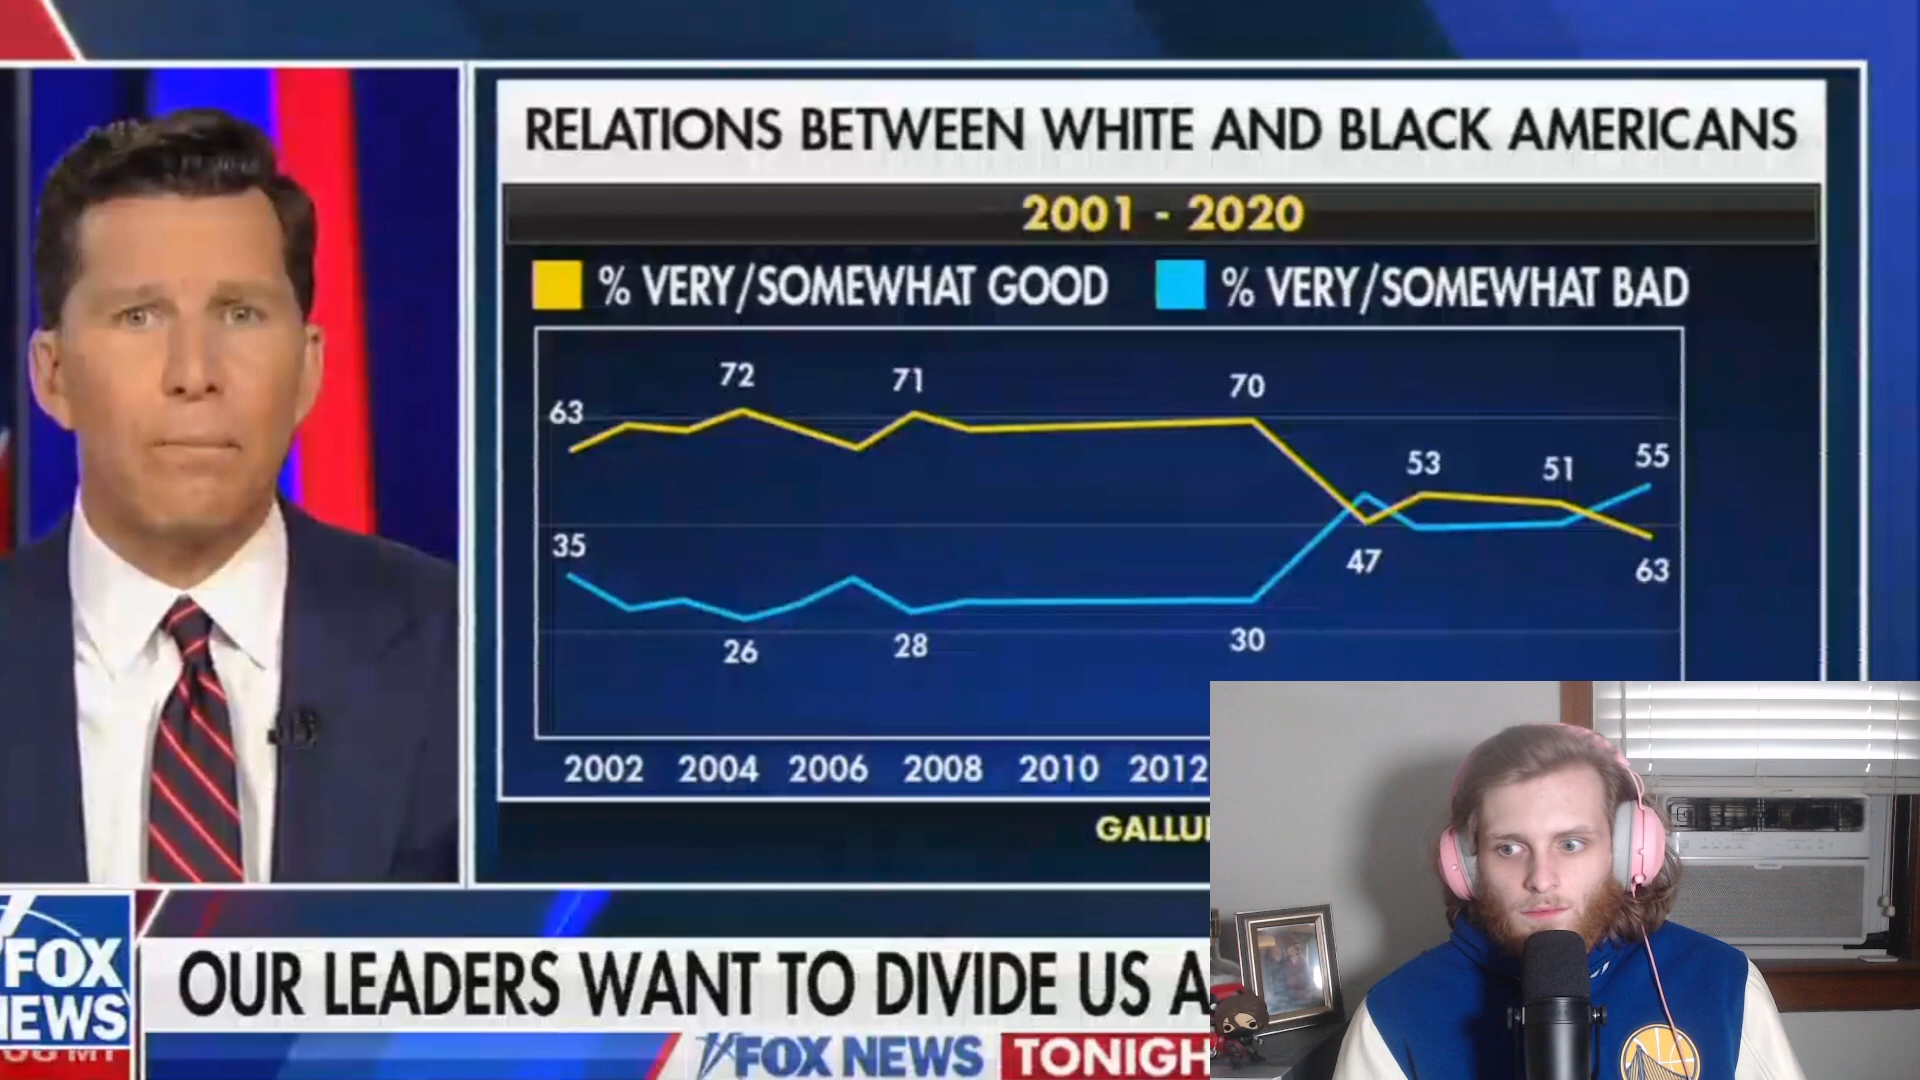 RELATIONS BETWEEN WHITE AND BLACK AMERICANS
2001 - 2020
% VERY/SOMEWHAT GOOD % VERY/SOMEWHAT BAD
63 72 71 70 53 51 55
35 26 28 30 47 63
2002 2004 2006 2008 2010 2012
GALLU
FOX
NEWS
OUR LEADERS WANT TO DIVIDE US A
FOX NEWS TONIGH